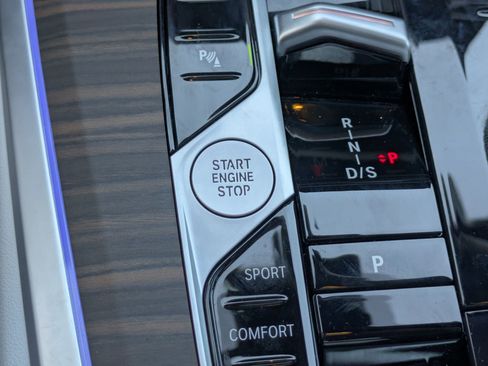 P
START
ENGINE
STOP
R
N
D/S
P
P
SPORT
COMFORT